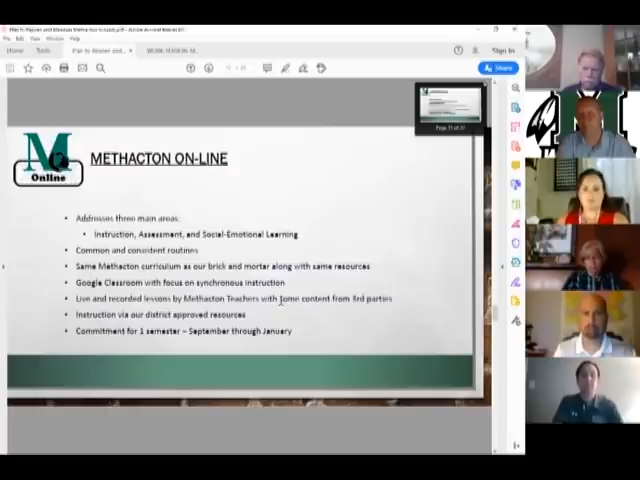 Home Tools
Sign In
Share
METHACTON ON-LINE
M
Online
• Addresses three main areas:
• Instruction, Assessment, and Social-Emotional Learning
• Common and consistent routines
• Same Methacton curriculum as our brick and mortar along with same resources
• Google Classroom with focus on synchronous instruction
• Live and recorded lessons by Methacton Teachers with some content from 3rd parties
• Instruction via our district approved resources
• Commitment for 1 semester – September through January